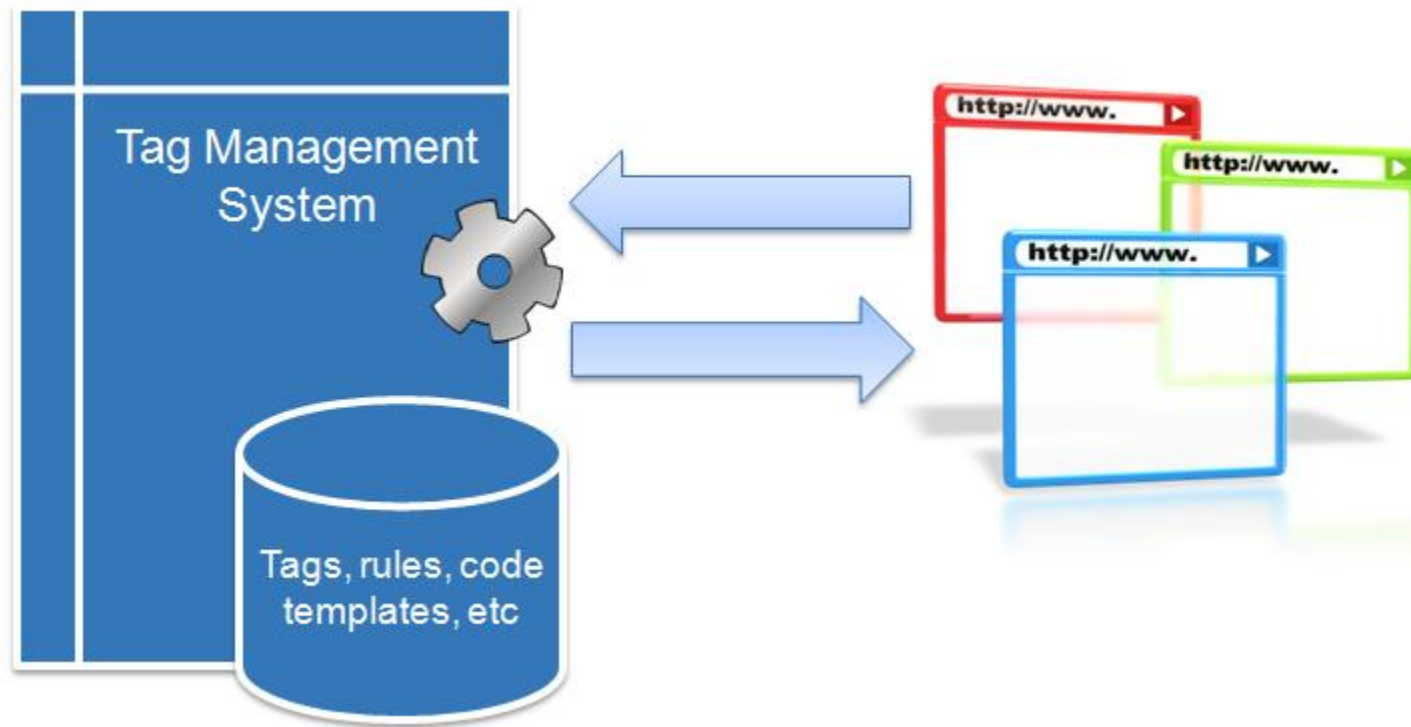 Tag Management
System
http://www.
http://www.
http://www.
Tags, rules, code
templates, etc